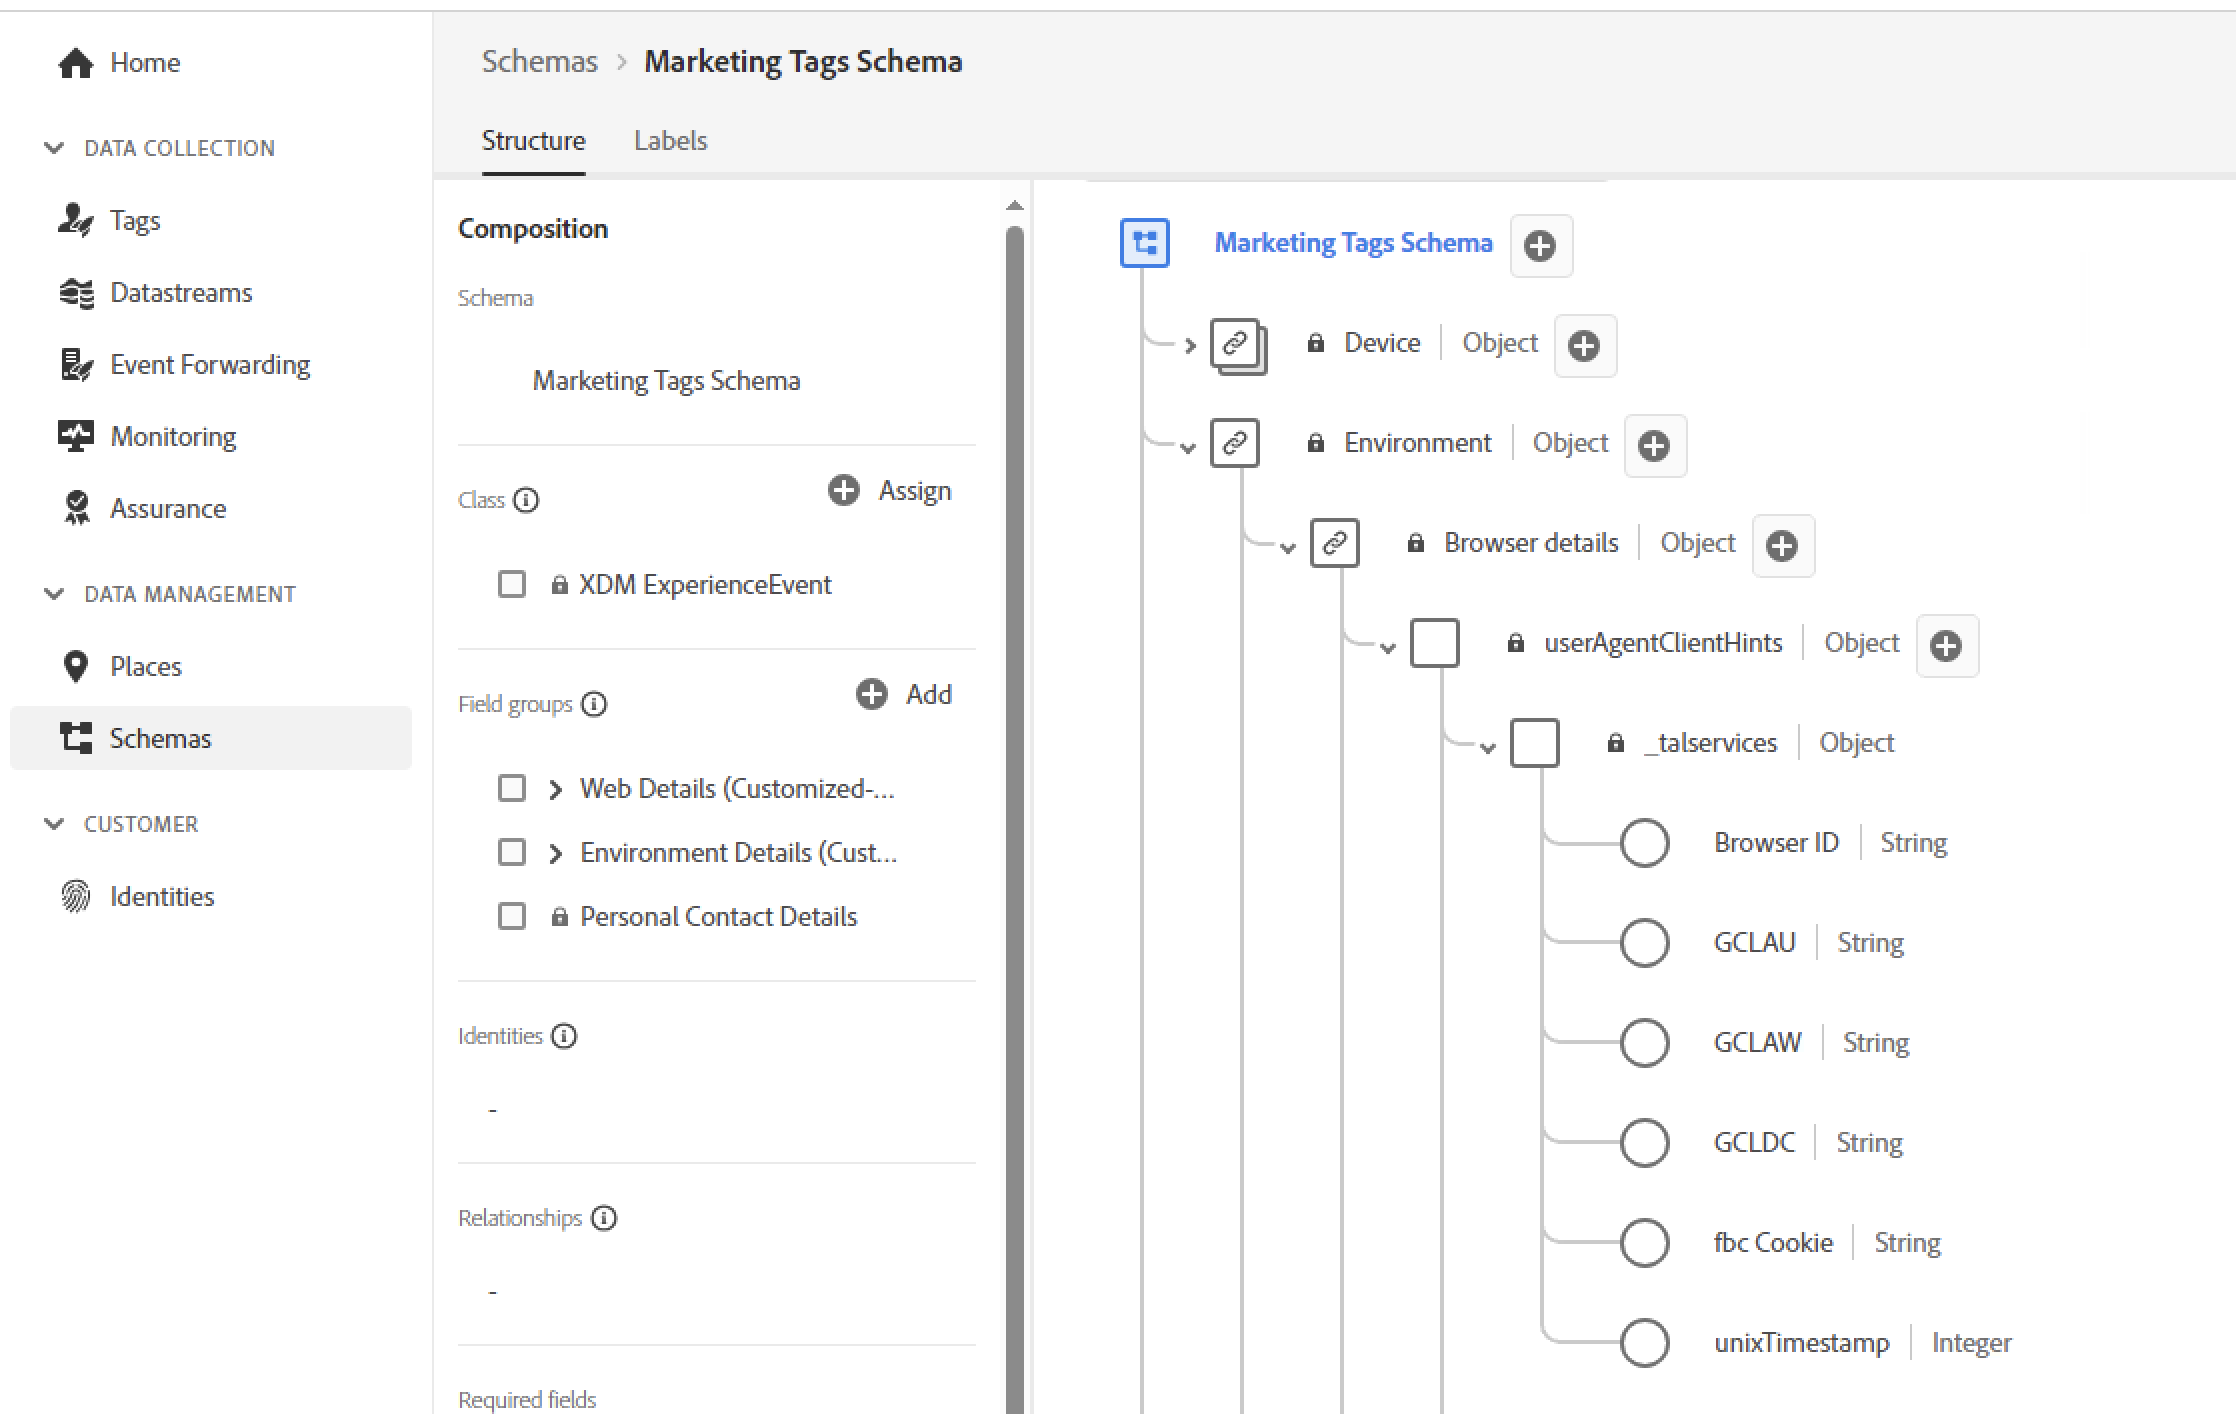 Home
DATA COLLECTION
Tags
Datastreams
Event Forwarding
Monitoring
Assurance
DATA MANAGEMENT
Places
Schemas
CUSTOMER
Identities
Schemas > Marketing Tags Schema
Structure Labels
Composition
Schema
Marketing Tags Schema
Class Assign
XDM ExperienceEvent
Field groups Add
Web Details (Customized-...
Environment Details (Cust...
Personal Contact Details
Identities
-
Relationships
-
Required fields
Marketing Tags Schema
Device | Object
Environment | Object
Browser details | Object
userAgentClientHints | Object
_talservices | Object
Browser ID | String
GCLAU | String
GCLAW | String
GCLDC | String
fbc Cookie | String
unixTimestamp | Integer